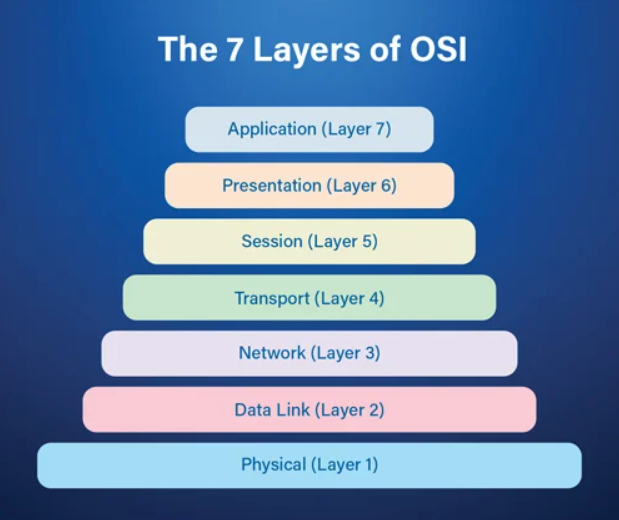 The 7 Layers of OSI
Application (Layer 7)
Presentation (Layer 6)
Session (Layer 5)
Transport (Layer 4)
Network (Layer 3)
Data Link (Layer 2)
Physical (Layer 1)